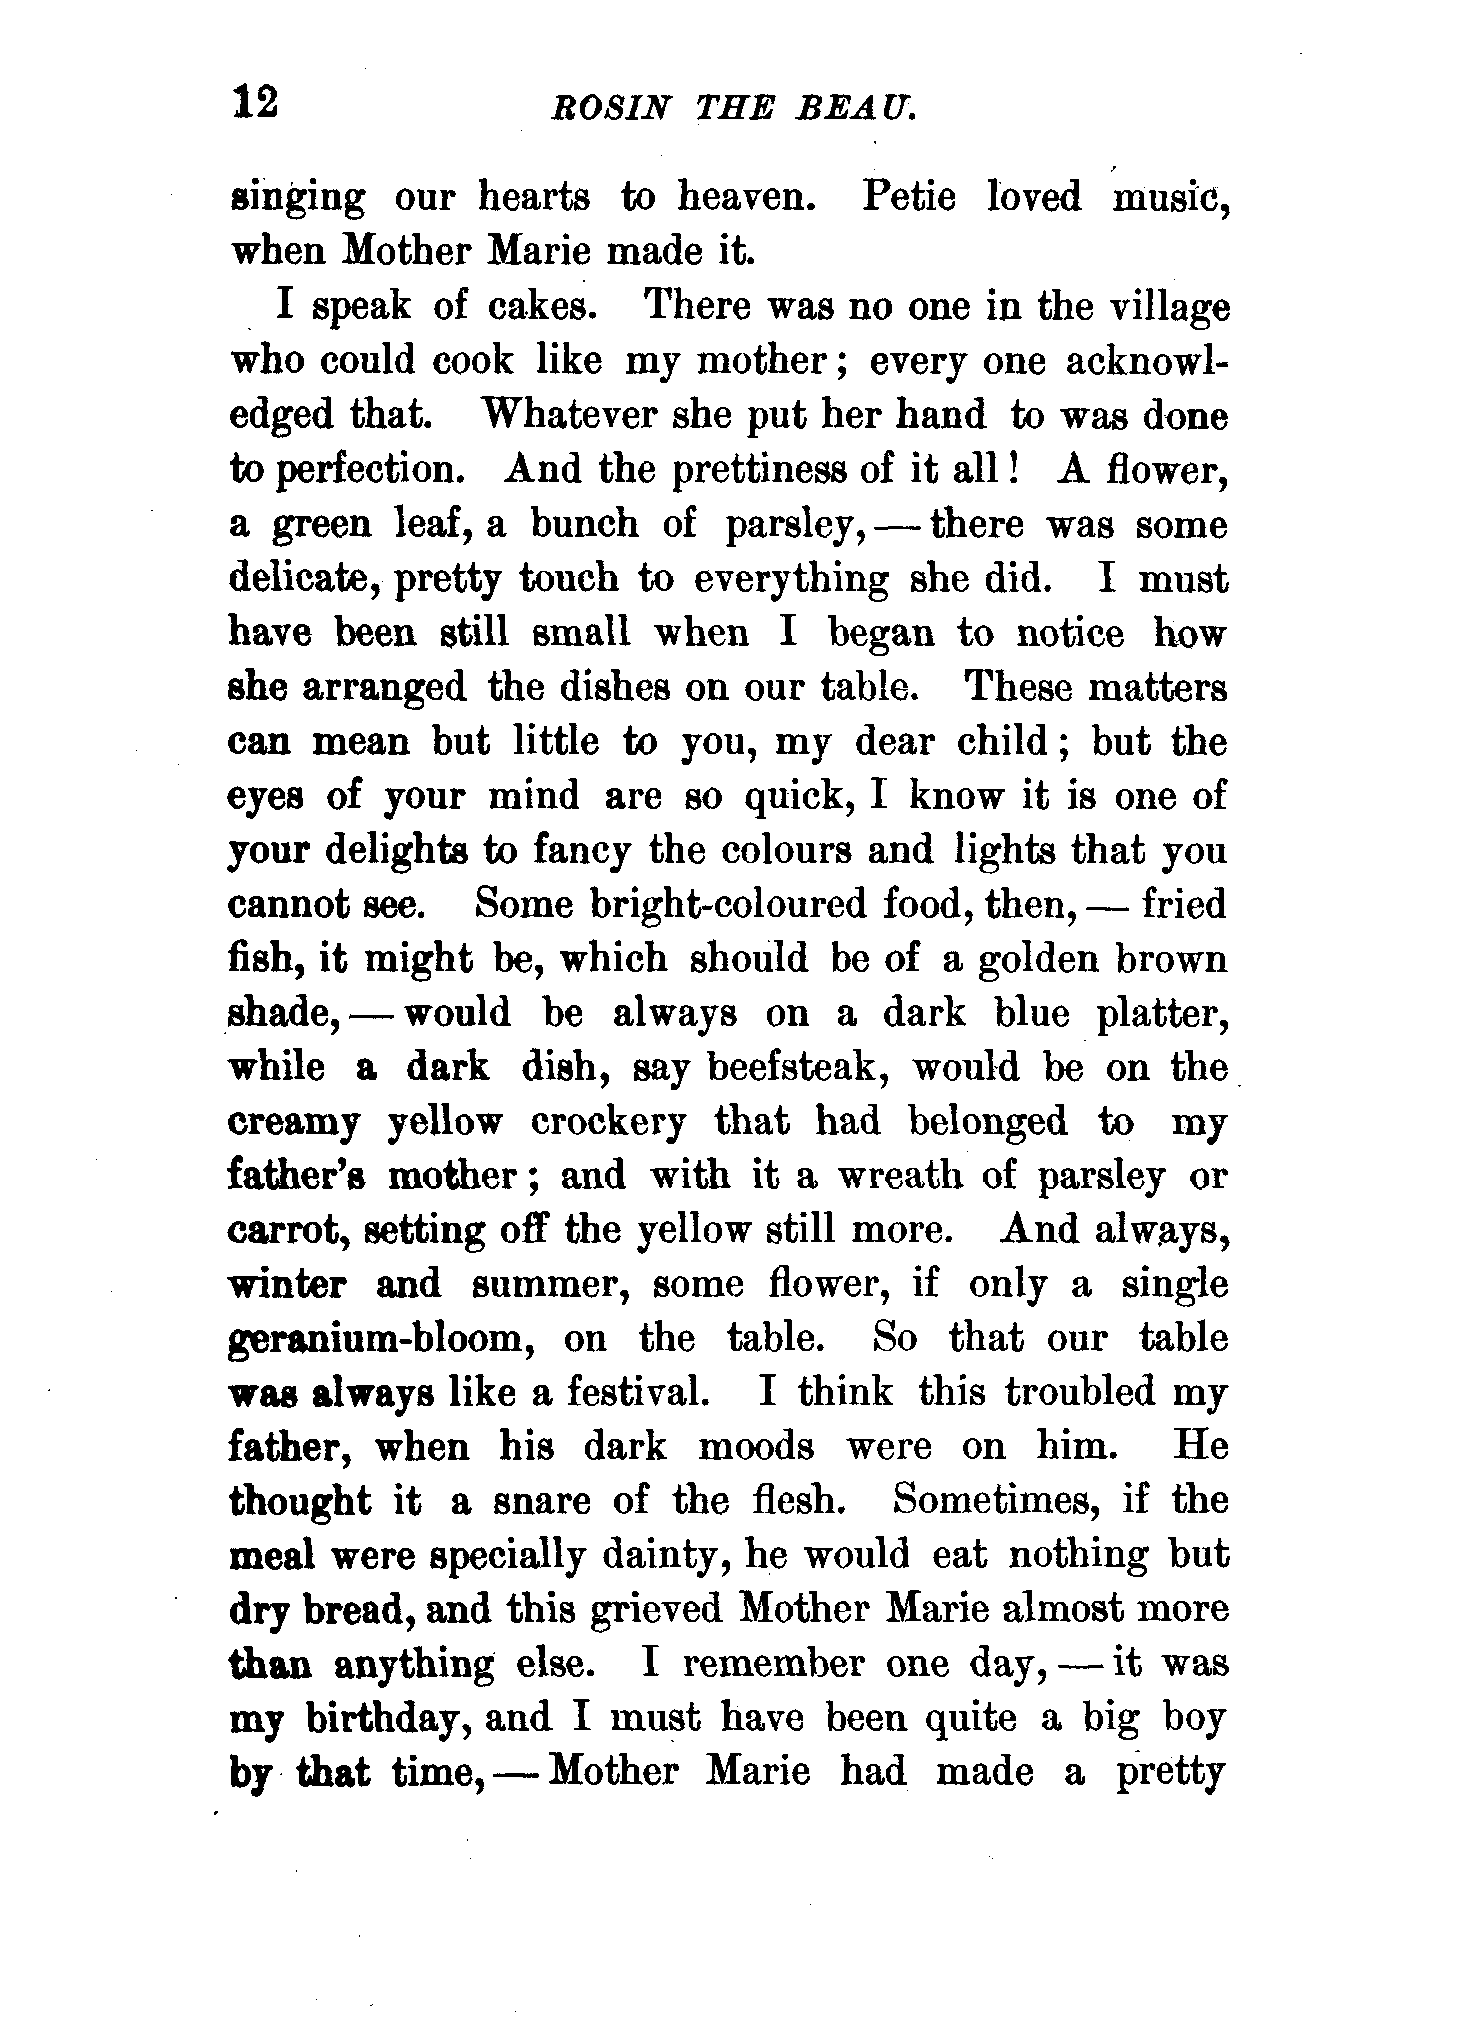 12 ROSIN THE BEAU.
singing our hearts to heaven. Petie loved music,
when Mother Marie made it.
I speak of cakes. There was no one in the village
who could cook like my mother; every one acknowl-
edged that. Whatever she put her hand to was done
to perfection. And the prettiness of it all! A flower,
a green leaf, a bunch of parsley,—there was some
delicate, pretty touch to everything she did. I must
have been still small when I began to notice how
she arranged the dishes on our table. These matters
can mean but little to you, my dear child; but the
eyes of your mind are so quick, I know it is one of
your delights to fancy the colours and lights that you
cannot see. Some bright-coloured food, then,—fried
fish, it might be, which should be of a golden brown
shade,—would be always on a dark blue platter,
while a dark dish, say beefsteak, would be on the
creamy yellow crockery that had belonged to my
father's mother; and with it a wreath of parsley or
carrot, setting off the yellow still more. And always,
winter and summer, some flower, if only a single
geranium-bloom, on the table. So that our table
was always like a festival. I think this troubled my
father, when his dark moods were on him. He
thought it a snare of the flesh. Sometimes, if the
meal were specially dainty, he would eat nothing but
dry bread, and this grieved Mother Marie almost more
than anything else. I remember one day,—it was
my birthday, and I must have been quite a big boy
by that time,—Mother Marie had made a pretty